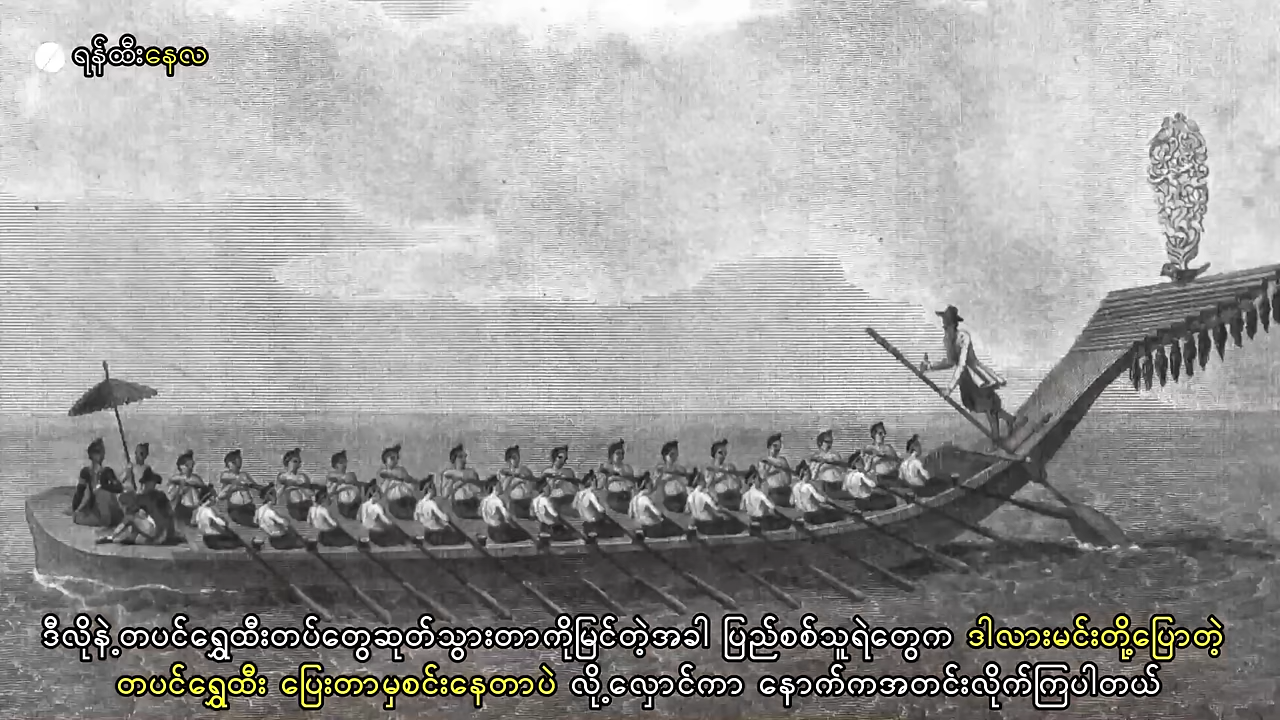 ရန်ထီးနေလ
ဒီလိုနဲ့တပင်ရွှေထီးတပ်တွေဆုတ်သွားတာကိုမြင်တဲ့အခါ ပြည်စစ်သူရဲတွေက ဒါလားမင်းတို့ပြောတဲ့
တပင်ရွှေထီး ပြေးတာမှစင်းနေတာပဲ လို့လှောင်ကာ နောက်ကအတင်းလိုက်ကြပါတယ်